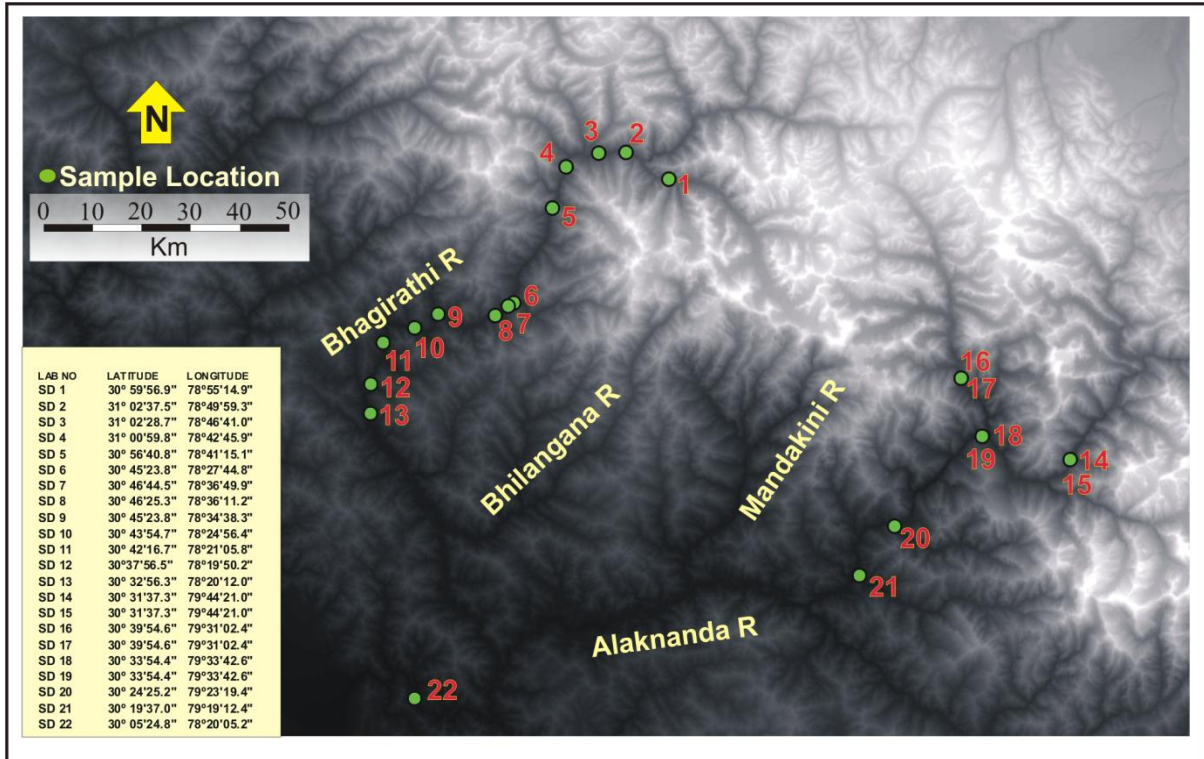 3
2
4
1
N
Sample Location
5
0 10 20 30 40 50
Km
Bhagirathi R
6
7
8
9
10
11
12
13
16
17
18
19
14
15
Bhilangana R
Mandakini R
20
21
Alaknanda R
22
LAB NO LATITUDE LONGITUDE
SD 1 30° 59'56.9" 78°55'14.9"
SD 2 31° 02'37.5" 78°49'59.3"
SD 3 31° 02'28.7" 78°46'41.0"
SD 4 31° 00'59.8" 78°42'45.9"
SD 5 30° 56'40.8" 78°41'15.1"
SD 6 30° 45'23.8" 78°27'44.8"
SD 7 30° 46'44.5" 78°36'49.9"
SD 8 30° 46'25.3" 78°36'11.2"
SD 9 30° 45'23.8" 78°34'38.3"
SD 10 30° 43'54.7" 78°24'56.4"
SD 11 30° 42'16.7" 78°21'05.8"
SD 12 30°37'56.5" 78°19'50.2"
SD 13 30° 32'56.3" 78°20'12.0"
SD 14 30° 31'37.3" 79°44'21.0"
SD 15 30° 31'37.3" 79°44'21.0"
SD 16 30° 39'54.6" 79°31'02.4"
SD 17 30° 39'54.6" 79°31'02.4"
SD 18 30° 33'54.4" 79°33'42.6"
SD 19 30° 33'54.4" 79°33'42.6"
SD 20 30° 24'25.2" 79°23'19.4"
SD 21 30° 19'37.0" 79°19'12.4"
SD 22 30° 05'24.8" 78°20'05.2"